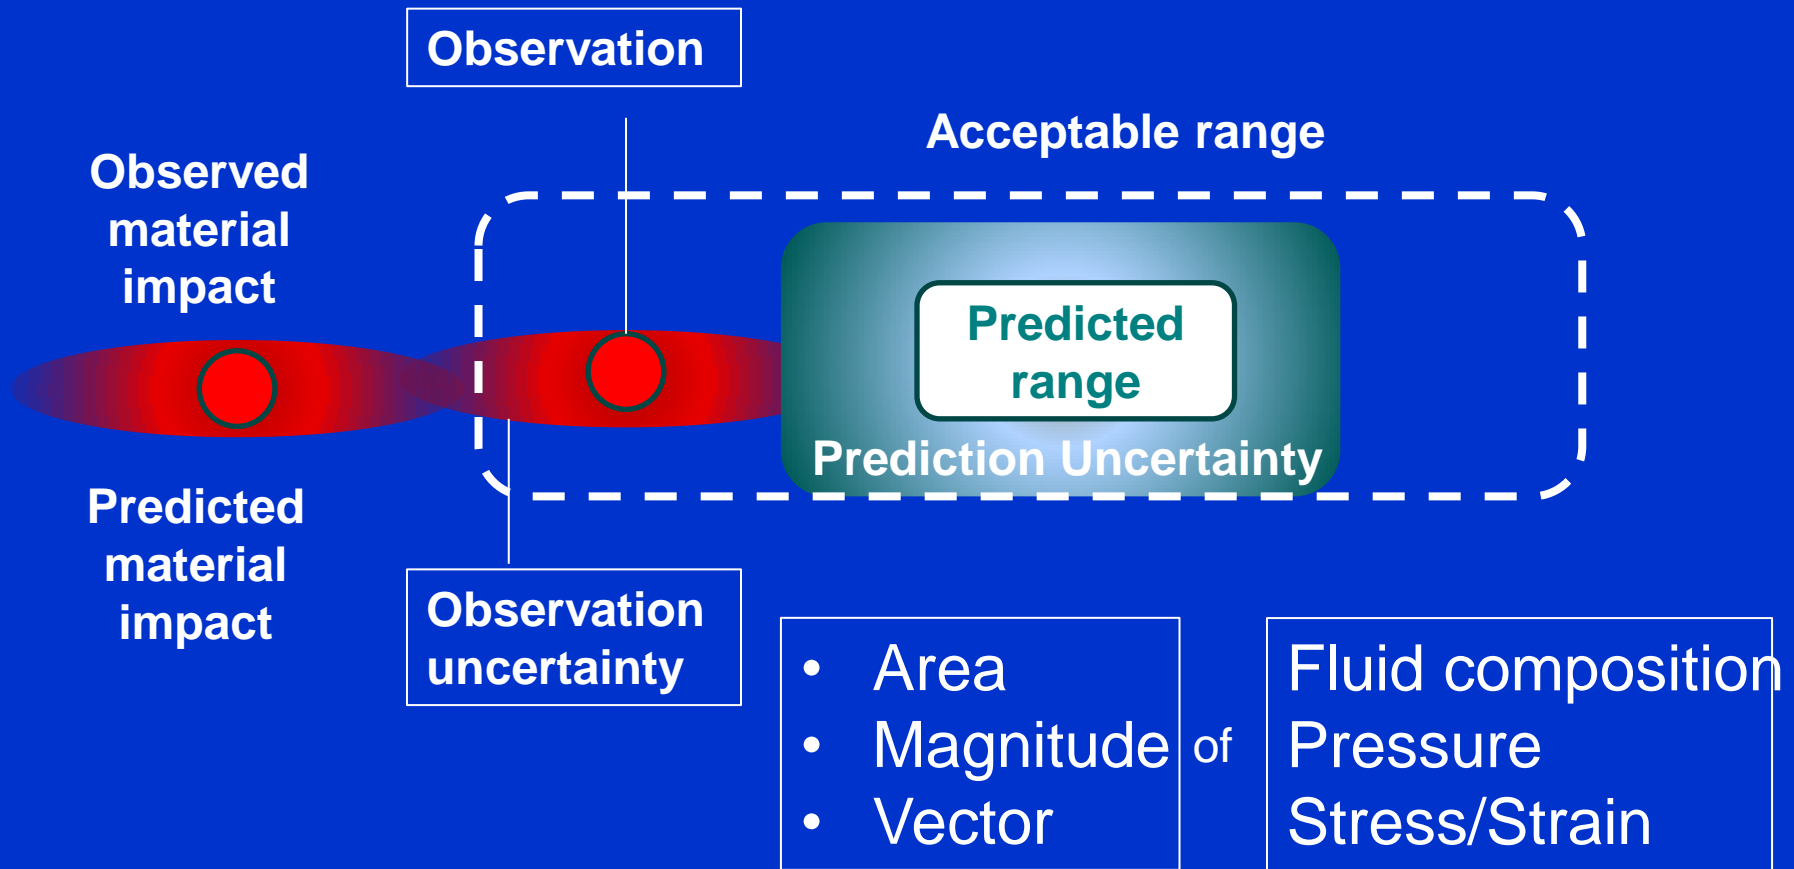 Observation
Acceptable range
Observed
material
impact
Predicted
range
Prediction Uncertainty
Predicted
material
impact
Observation
uncertainty
• Area
• Magnitude
• Vector
of
Fluid composition
Pressure
Stress/Strain